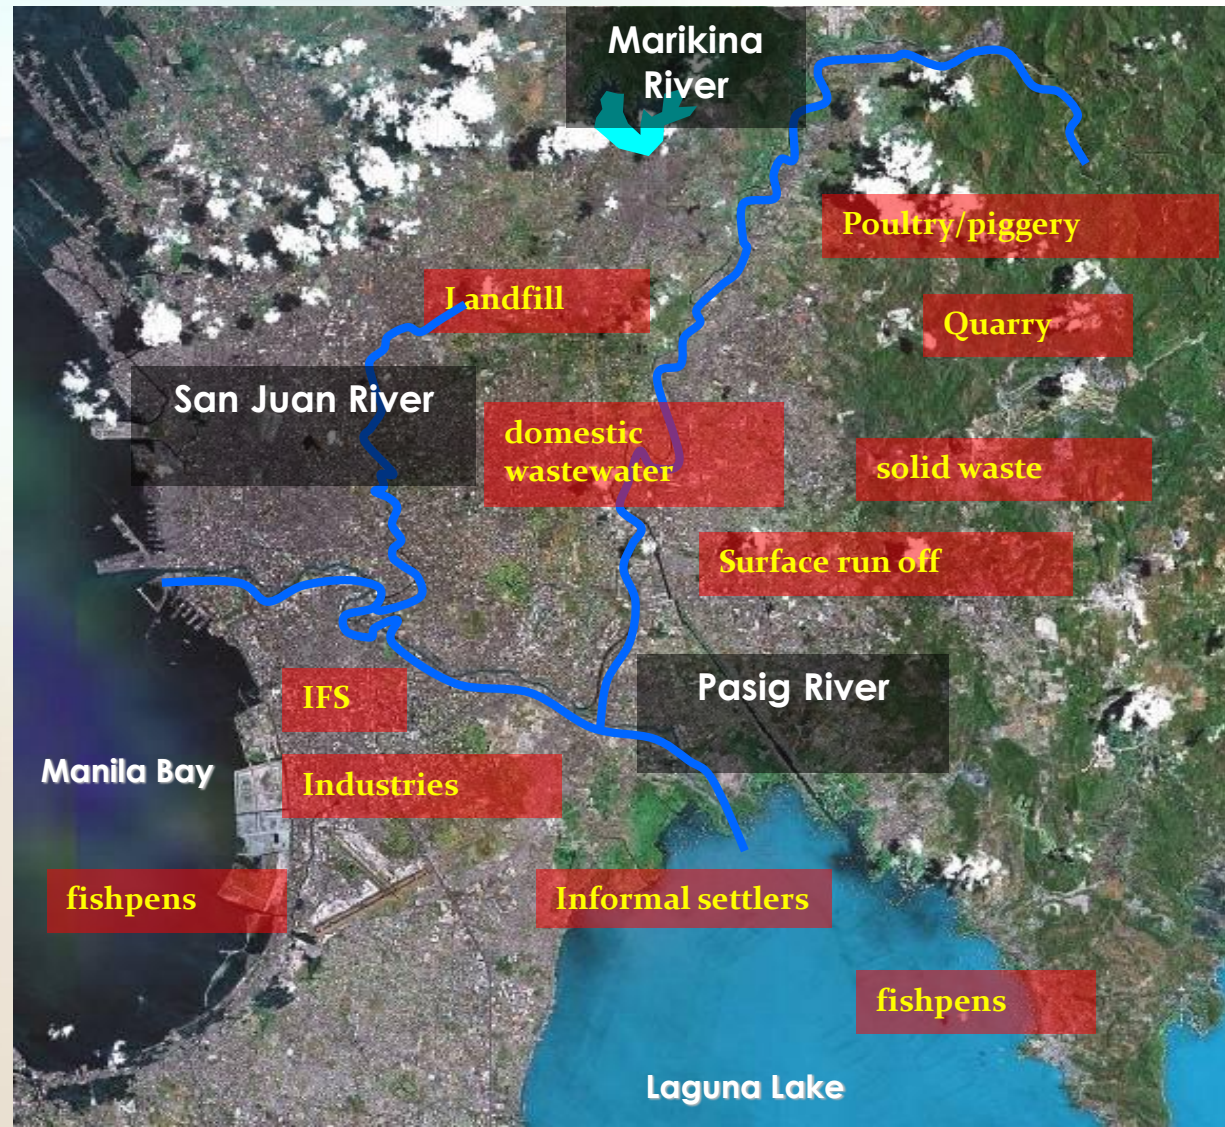 Marikina
River
Poultry/piggery
Landfill
Quarry
San Juan River
domestic
wastewater
solid waste
Surface run off
IFS
Pasig River
Manila Bay
Industries
fishpens
Informal settlers
fishpens
Laguna Lake